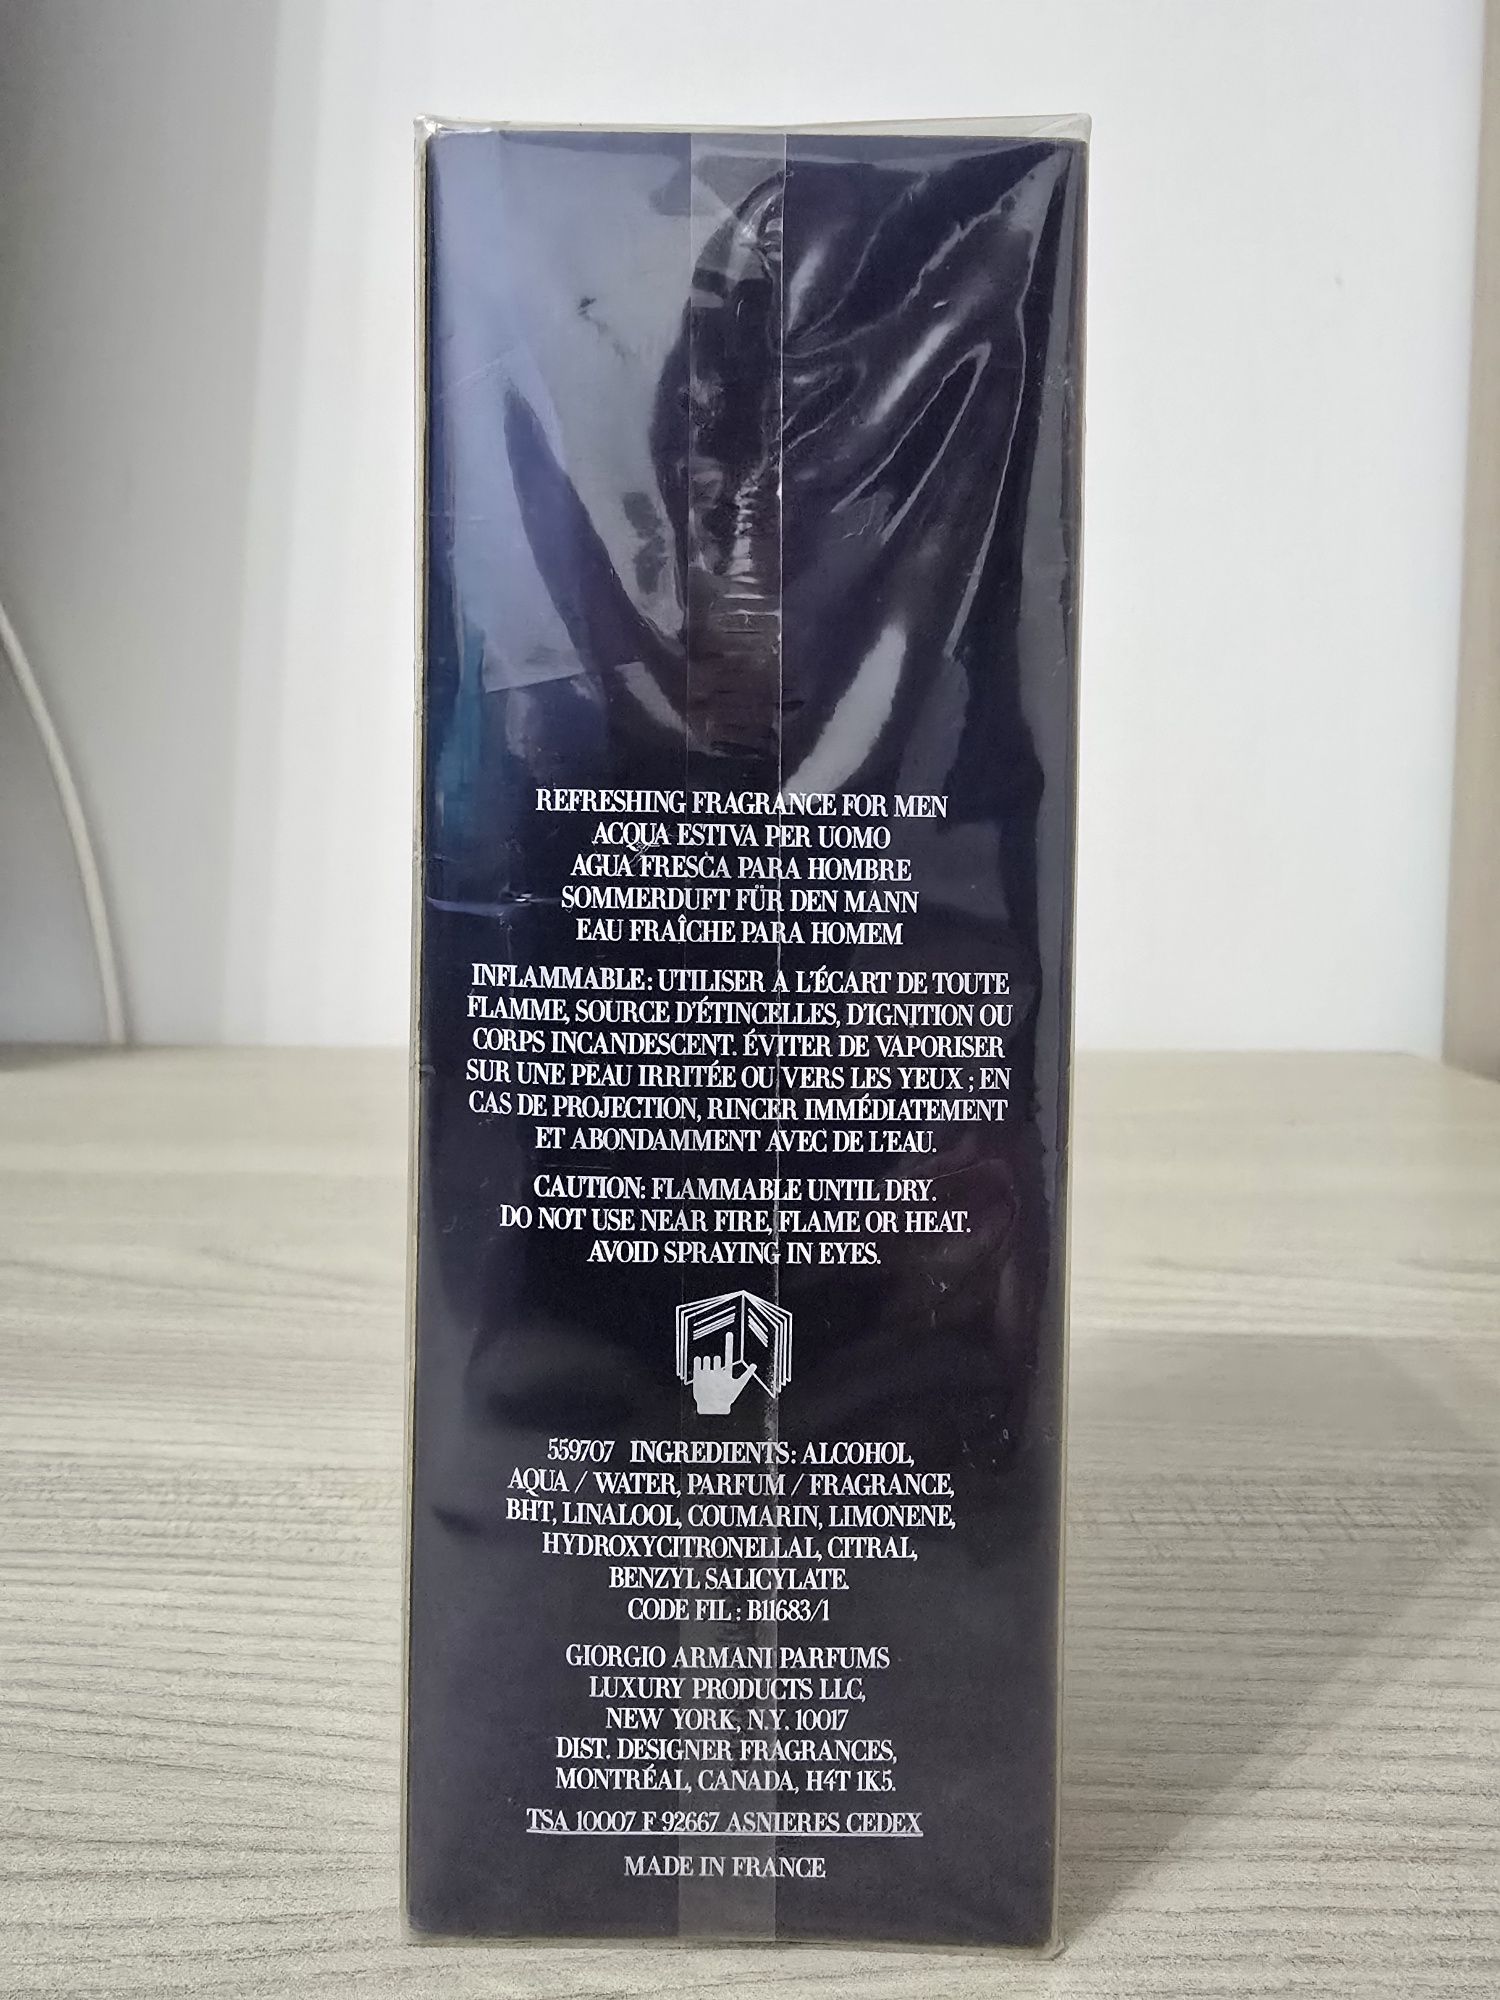 REFRESHING FRAGRANCE FOR MEN
ACQUA ESTIVA PER UOMO
AGUA FRESCA PARA HOMBRE
SOMMERDUFT FÜR DEN MANN
EAU FRAÎCHE PARA HOMEM
INFLAMMABLE: UTILISER A L'ÉCART DE TOUTE
FLAMME, SOURCE D'ÉTINCELLES, D'IGNITION OU
CORPS INCANDESCENT. ÉVITER DE VAPORISER
SUR UNE PEAU IRRITÉE OU VERS LES YEUX ; EN
CAS DE PROJECTION, RINCER IMMÉDIATEMENT
ET ABONDAMMENT AVEC DE L'EAU.
CAUTION: FLAMMABLE UNTIL DRY.
DO NOT USE NEAR FIRE, FLAME OR HEAT.
AVOID SPRAYING IN EYES.
559707 INGREDIENTS: ALCOHOL,
AQUA / WATER, PARFUM / FRAGRANCE,
BHT, LINALOOL, COUMARIN, LIMONENE,
HYDROXYCITRONELLAL, CITRAL,
BENZYL SALICYLATE.
CODE FIL : B11683/1
GIORGIO ARMANI PARFUMS
LUXURY PRODUCTS LLC,
NEW YORK, N.Y. 10017
DIST. DESIGNER FRAGRANCES,
MONTRÉAL, CANADA, H4T 1K5.
TSA 10007 F 92667 ASNIERES CEDEX
MADE IN FRANCE